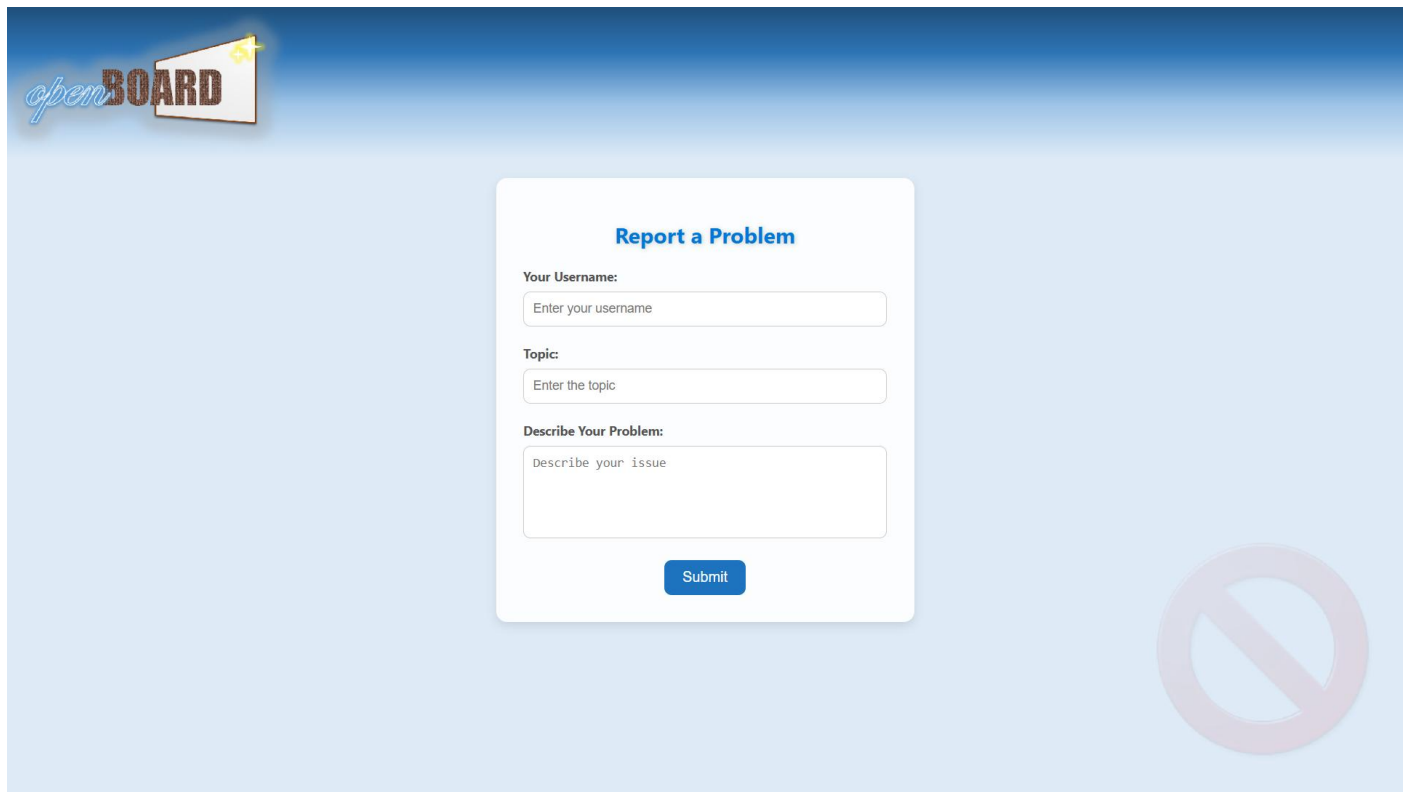 openBOARD
Report a Problem
Your Username:
Enter your username
Topic:
Enter the topic
Describe Your Problem:
Describe your issue
Submit